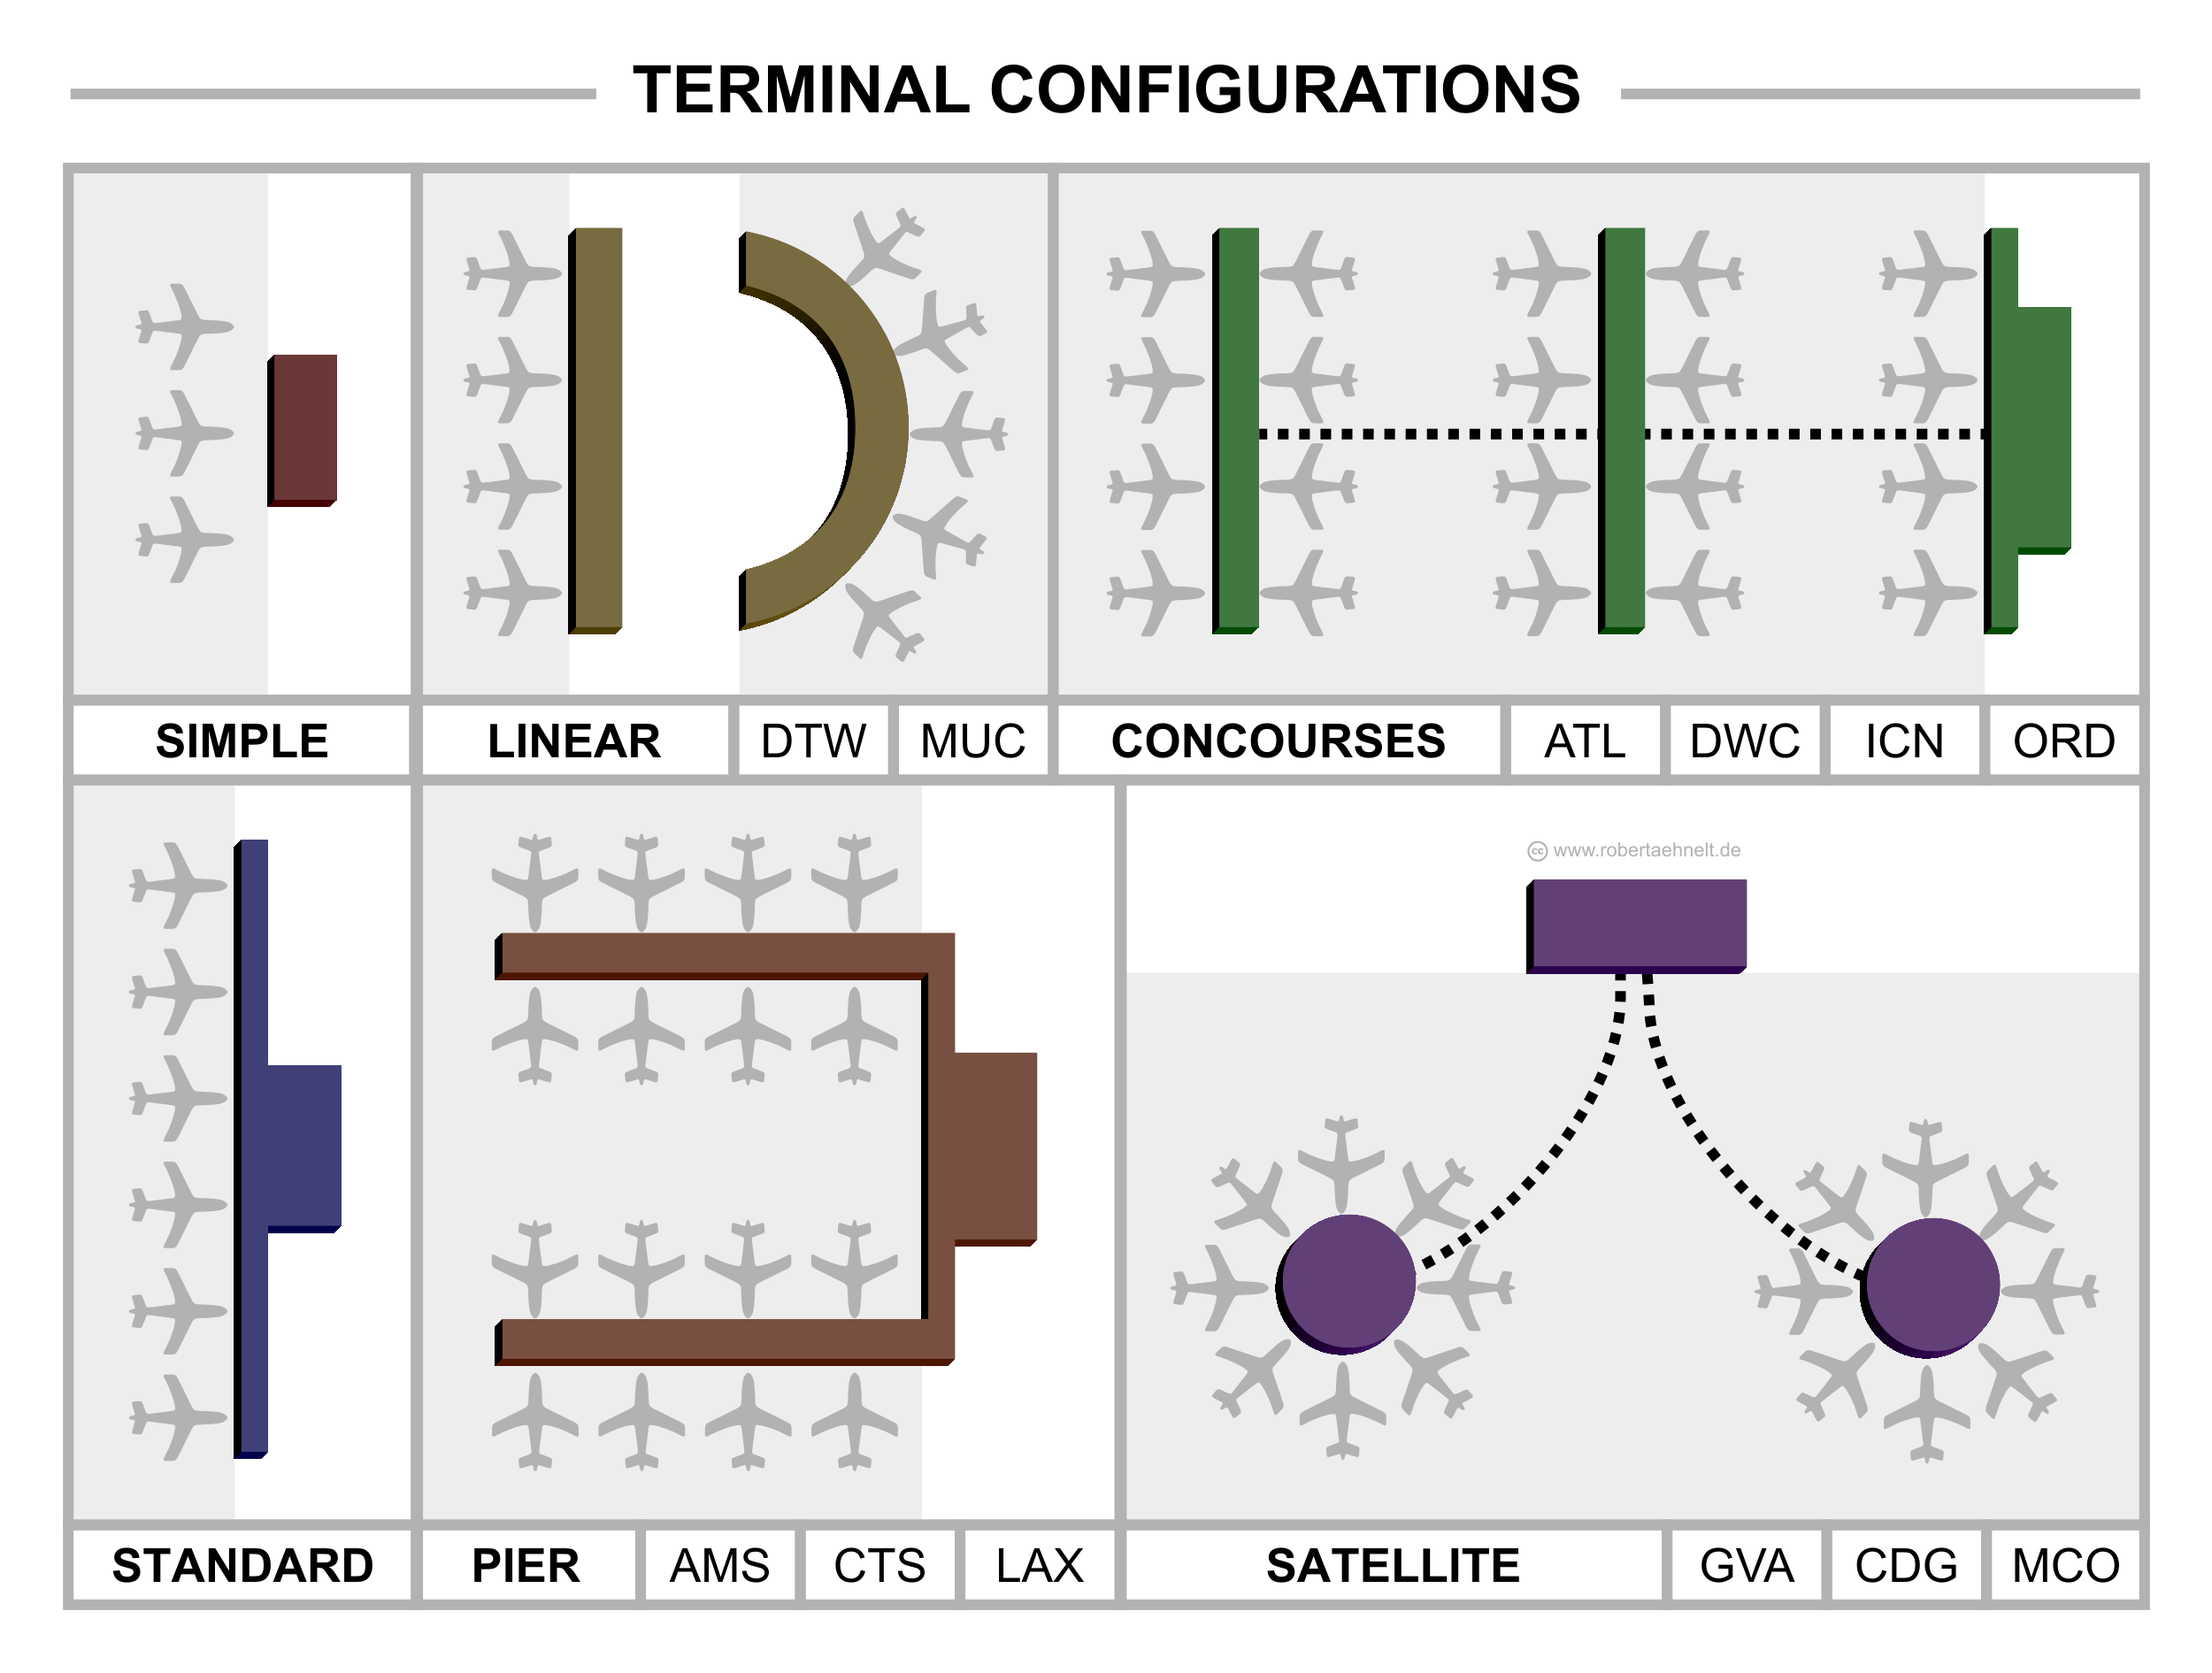 TERMINAL CONFIGURATIONS
SIMPLE LINEAR DTW MUC CONCOURSES ATL DWC ICN ORD
cc www.robertaehnelt.de
STANDARD PIER AMS CTS LAX SATELLITE GVA CDG MCO